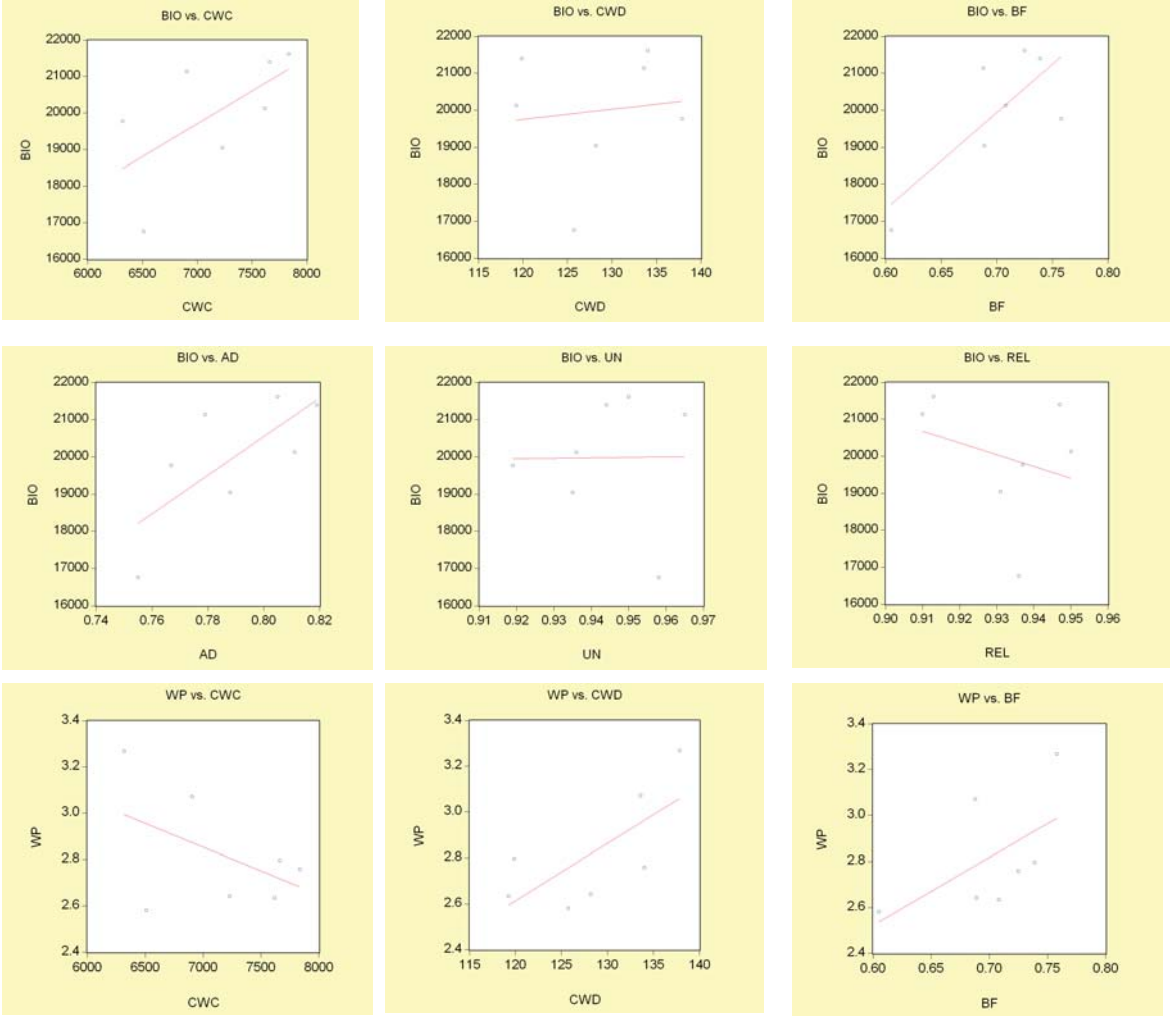 BIO vs. CWC
BIO
22000
21000
20000
19000
18000
17000
16000
6000 6500 7000 7500 8000
CWC
BIO vs. CWD
BIO
22000
21000
20000
19000
18000
17000
16000
115 120 125 130 135 140
CWD
BIO vs. BF
BIO
22000
21000
20000
19000
18000
17000
16000
0.60 0.65 0.70 0.75 0.80
BF
BIO vs. AD
BIO
22000
21000
20000
19000
18000
17000
16000
0.74 0.76 0.78 0.80 0.82
AD
BIO vs. UN
BIO
22000
21000
20000
19000
18000
17000
16000
0.91 0.92 0.93 0.94 0.95 0.96 0.97
UN
BIO vs. REL
BIO
22000
21000
20000
19000
18000
17000
16000
0.90 0.91 0.92 0.93 0.94 0.95 0.96
REL
WP vs. CWC
WP
3.4
3.2
3.0
2.8
2.6
2.4
6000 6500 7000 7500 8000
CWC
WP vs. CWD
WP
3.4
3.2
3.0
2.8
2.6
2.4
115 120 125 130 135 140
CWD
WP vs. BF
WP
3.4
3.2
3.0
2.8
2.6
2.4
0.60 0.65 0.70 0.75 0.80
BF